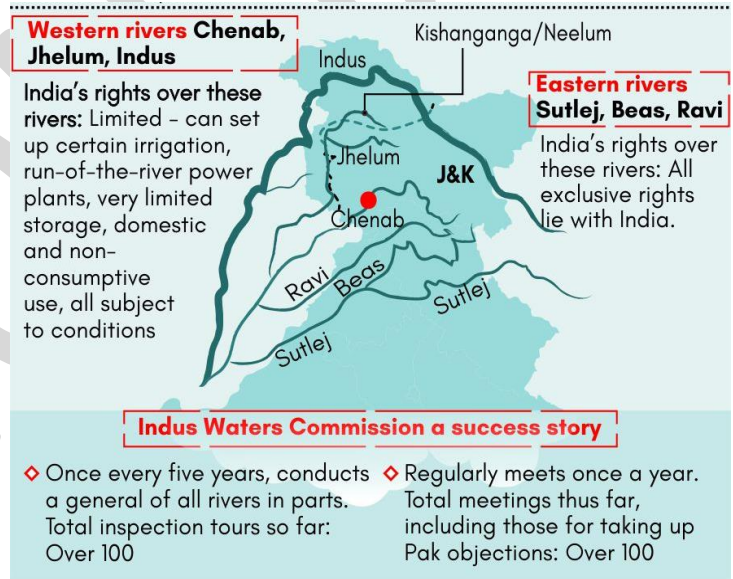 Western rivers Chenab,
Jhelum, Indus
India's rights over these
rivers: Limited - can set
up certain irrigation,
run-of-the-river power
plants, very limited
storage, domestic
and non-
consumptive
use, all subject
to conditions
Kishanganga/Neelum
Indus
Jhelum
J&K
Chenab
Ravi
Beas
Sutlej
Sutlej
Eastern rivers
Sutlej, Beas, Ravi
India's rights over
these rivers: All
exclusive rights
lie with India.
Indus Waters Commission a success story
Once every five years, conducts
a general of all rivers in parts.
Total inspection tours so far:
Over 100
Regularly meets once a year.
Total meetings thus far,
including those for taking up
Pak objections: Over 100